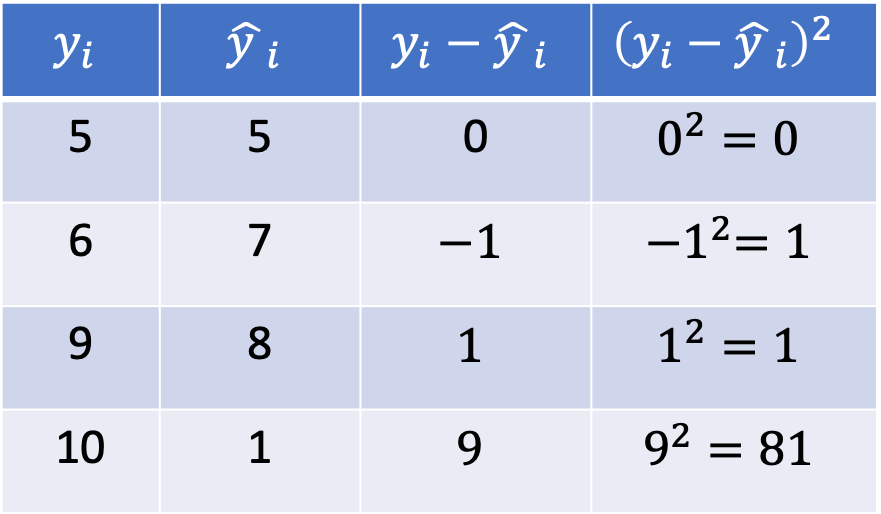 yᵢ ŷᵢ yᵢ − ŷᵢ (yᵢ − ŷᵢ)²
5 5 0 0² = 0
6 7 −1 −1²= 1
9 8 1 1² = 1
10 1 9 9² = 81